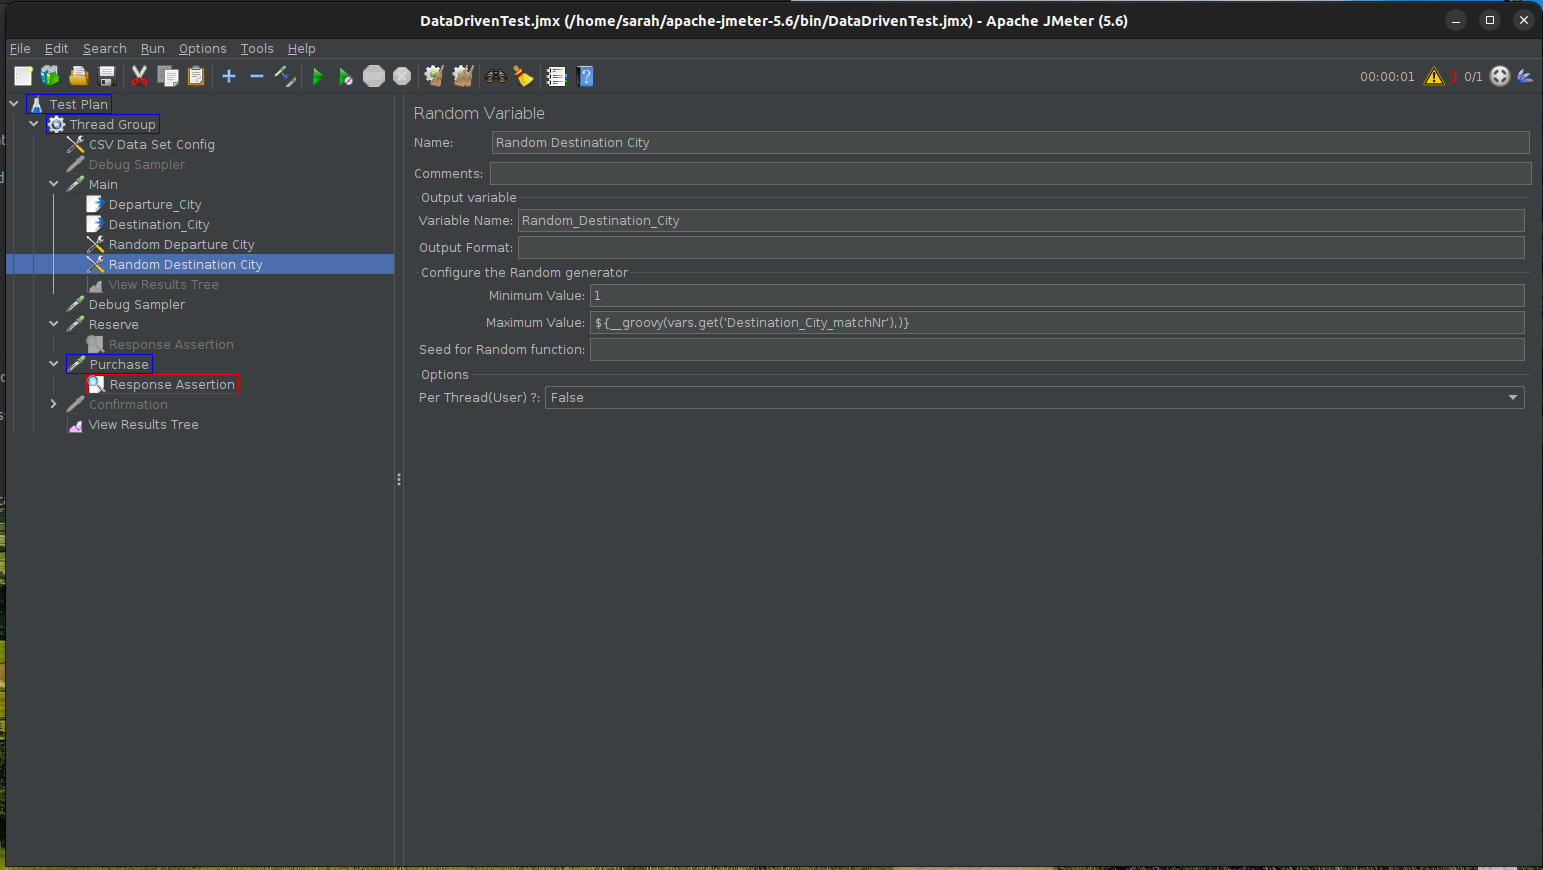 DataDrivenTest.jmx (/home/sarah/apache-jmeter-5.6/bin/DataDrivenTest.jmx) - Apache JMeter (5.6)
File Edit Search Run Options Tools Help
STOP 00:00:01 3 0/1
Test Plan
Thread Group
CSV Data Set Config
Debug Sampler
Main
Departure_City
Destination_City
Random Departure City
Random Destination City
View Results Tree
Debug Sampler
Reserve
Response Assertion
Purchase
Response Assertion
Confirmation
View Results Tree
Random Variable
Name: Random Destination City
Comments:
Output variable
Variable Name: Random_Destination_City
Output Format:
Configure the Random generator
Minimum Value: 1
Maximum Value: ${__groovy(vars.get('Destination_City_matchNr'),)}
Seed for Random function:
Options
Per Thread(User) ?: False